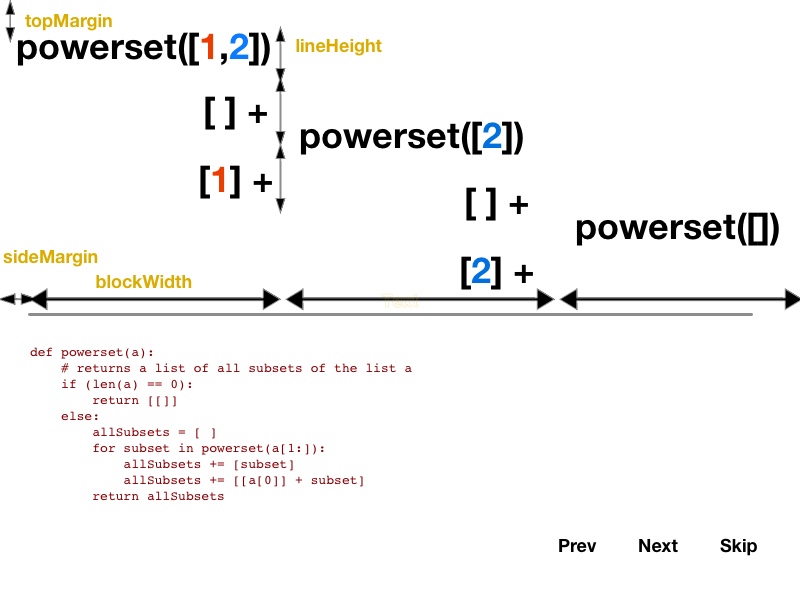 topMargin
powerset([1,2])
lineHeight
[ ] +
powerset([2])
[1] +
[ ] +
powerset([])
sideMargin
[2] +
blockWidth
Text
def powerset(a):
# returns a list of all subsets of the list a
if (len(a) == 0):
return [[]]
else:
allSubsets = [ ]
for subset in powerset(a[1:]):
allSubsets += [subset]
allSubsets += [[a[0]] + subset]
return allSubsets
Prev Next Skip